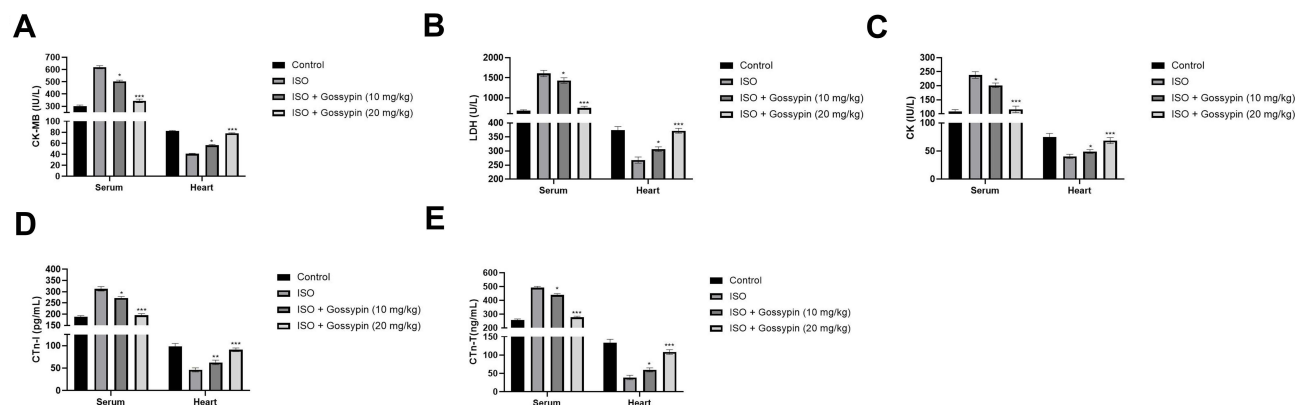 A
CK-MB (IU/L)
700
600
500
400
300
100
80
60
40
20
0
*
***
*
***
Serum
Heart
Control
ISO
ISO + Gossypin (10 mg/kg)
ISO + Gossypin (20 mg/kg)
B
LDH (U/L)
2000
1500
1000
500
400
350
300
250
200
*
***
*
***
Serum
Heart
Control
ISO
ISO + Gossypin (10 mg/kg)
ISO + Gossypin (20 mg/kg)
C
CK (IU/L)
300
250
200
150
100
100
50
0
*
***
*
***
Serum
Heart
Control
ISO
ISO + Gossypin (10 mg/kg)
ISO + Gossypin (20 mg/kg)
D
CTn-I (pg/mL)
400
350
300
250
200
150
100
50
0
*
***
**
***
Serum
Heart
Control
ISO
ISO + Gossypin (10 mg/kg)
ISO + Gossypin (20 mg/kg)
E
CTn-T(ng/mL)
600
500
400
300
200
150
100
50
0
*
***
*
***
Serum
Heart
Control
ISO
ISO + Gossypin (10 mg/kg)
ISO + Gossypin (20 mg/kg)